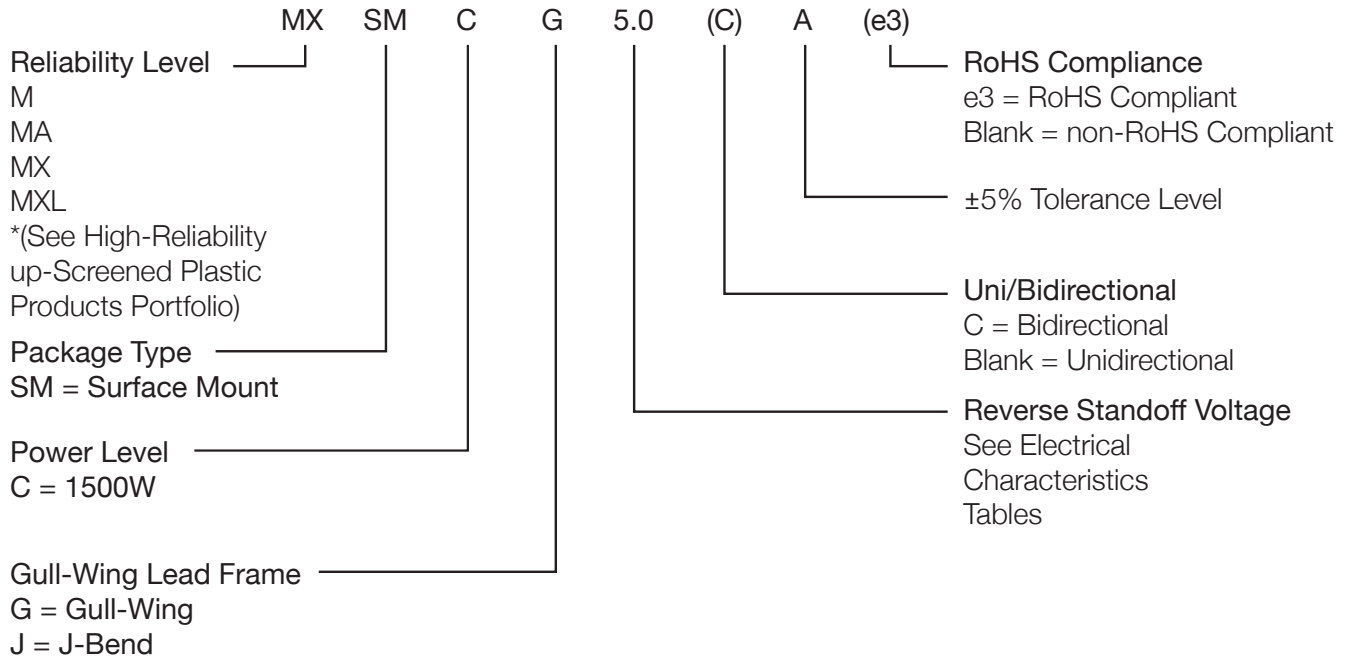 MX SM C G 5.0 (C) A (e3)
Reliability Level
M
MA
MX
MXL
*(See High-Reliability
up-Screened Plastic
Products Portfolio)
Package Type
SM = Surface Mount
Power Level
C = 1500W
Gull-Wing Lead Frame
G = Gull-Wing
J = J-Bend
RoHS Compliance
e3 = RoHS Compliant
Blank = non-RoHS Compliant
±5% Tolerance Level
Uni/Bidirectional
C = Bidirectional
Blank = Unidirectional
Reverse Standoff Voltage
See Electrical
Characteristics
Tables